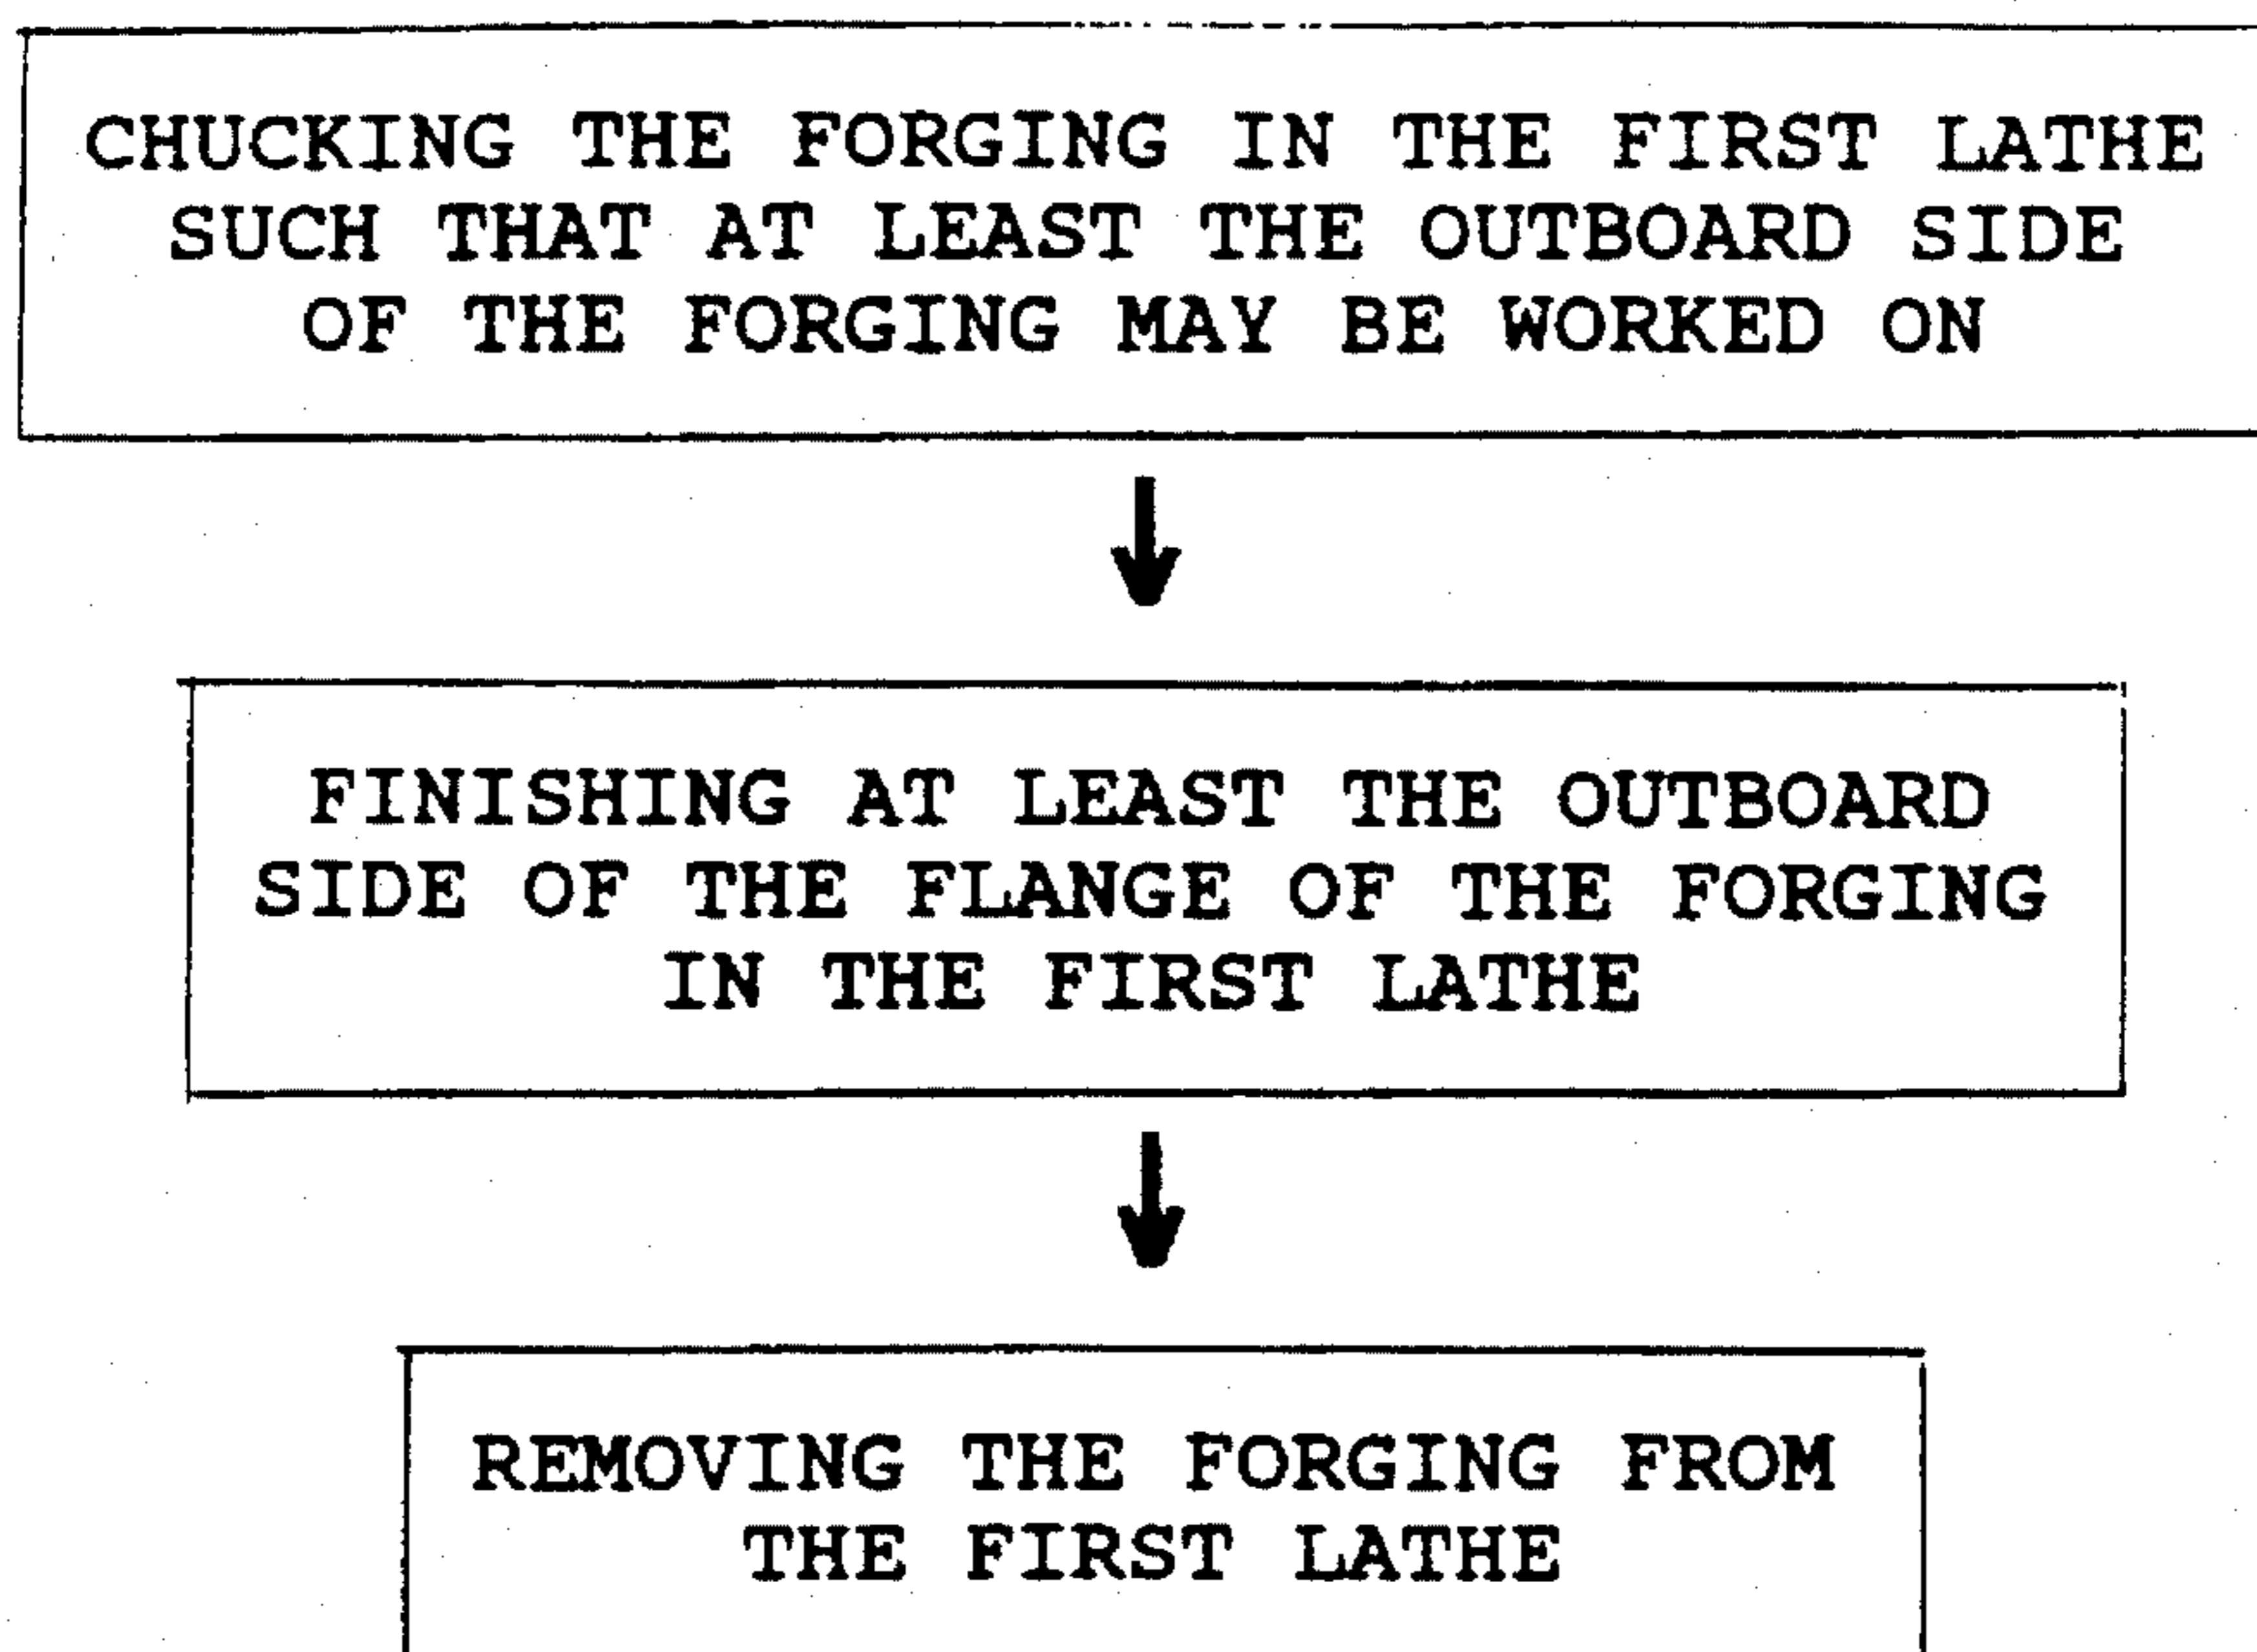 CHUCKING THE FORGING IN THE FIRST LATHE
SUCH THAT AT LEAST THE OUTBOARD SIDE
OF THE FORGING MAY BE WORKED ON
FINISHING AT LEAST THE OUTBOARD
SIDE OF THE FLANGE OF THE FORGING
IN THE FIRST LATHE
REMOVING THE FORGING FROM
THE FIRST LATHE